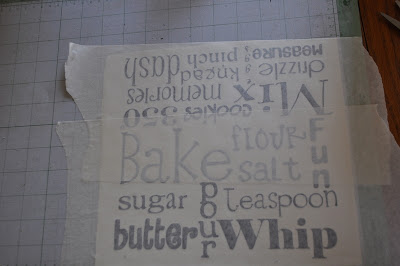 cookies 350
Mix memories
drizzle & knead dash
measure & pinch
Bake flour Fun
salt
sugar pour teaspoon
butter Whip